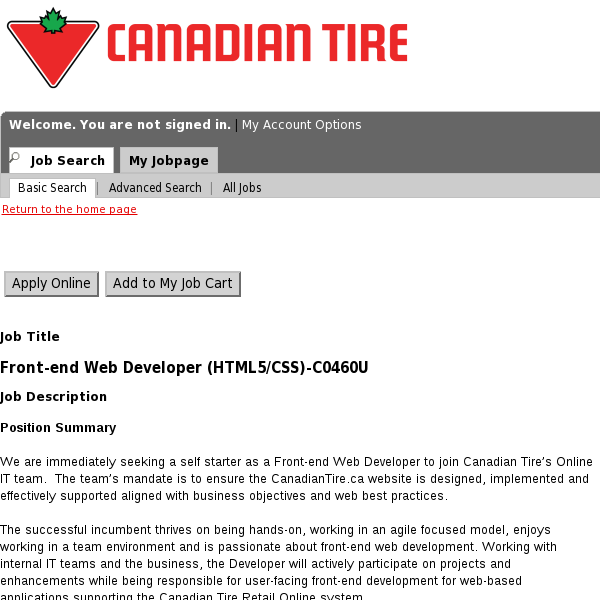 CANADIAN TIRE
Welcome. You are not signed in. | My Account Options
Job Search My Jobpage
Basic Search | Advanced Search | All Jobs
Return to the home page
Apply Online Add to My Job Cart
Job Title
Front-end Web Developer (HTML5/CSS)-C0460U
Job Description
Position Summary
We are immediately seeking a self starter as a Front-end Web Developer to join Canadian Tire’s Online
IT team.  The team’s mandate is to ensure the CanadianTire.ca website is designed, implemented and
effectively supported aligned with business objectives and web best practices.
The successful incumbent thrives on being hands-on, working in an agile focused model, enjoys
working in a team environment and is passionate about front-end web development. Working with
internal IT teams and the business, the Developer will actively participate on projects and
enhancements while being responsible for user-facing front-end development for web-based
applications supporting the Canadian Tire Retail Online system.